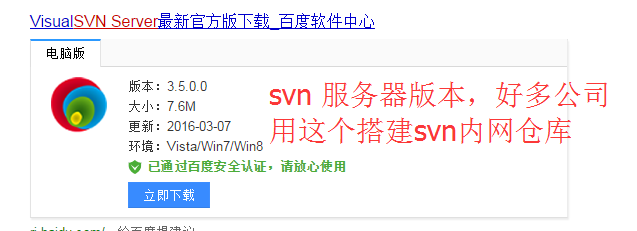 VisualSVN Server最新官方版下载_百度软件中心
电脑版
版本：3.5.0.0
大小：7.6M
更新：2016-03-07
环境：Vista/Win7/Win8
已通过百度安全认证，请放心使用
立即下载
svn 服务器版本，好多公司
用这个搭建svn内网仓库